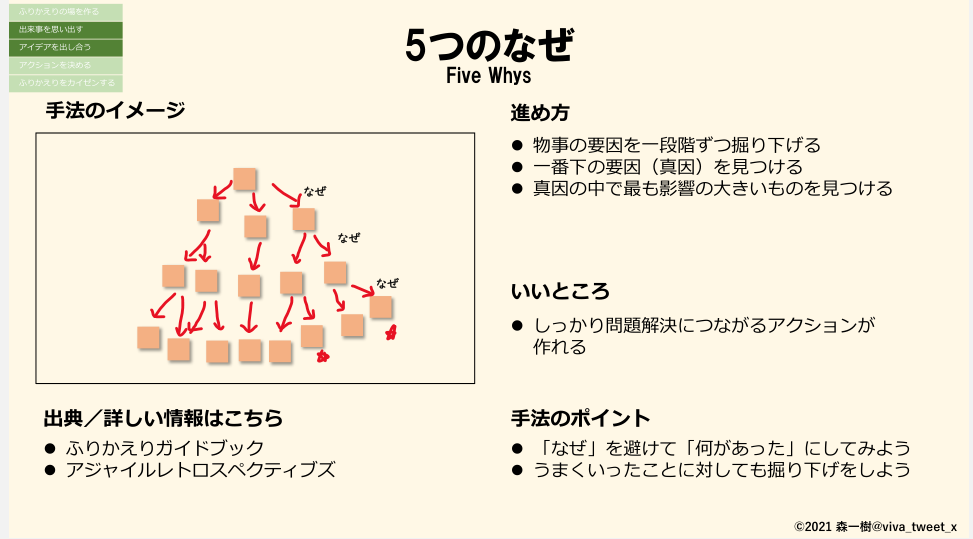 ふりかえりの場を作る
出来事を思い出す
アイデアを出し合う
アクションを決める
ふりかえりをカイゼンする
5つのなぜ
Five Whys
手法のイメージ
なぜ
なぜ
なぜ
進め方
● 物事の要因を一段階ずつ掘り下げる
● 一番下の要因（真因）を見つける
● 真因の中で最も影響の大きいものを見つける
いいところ
● しっかり問題解決につながるアクションが
作れる
出典／詳しい情報はこちら
● ふりかえりガイドブック
● アジャイルレトロスペクティブズ
手法のポイント
● 「なぜ」を避けて「何があった」にしてみよう
● うまくいったことに対しても掘り下げをしよう
©2021 森一樹@viva_tweet_x